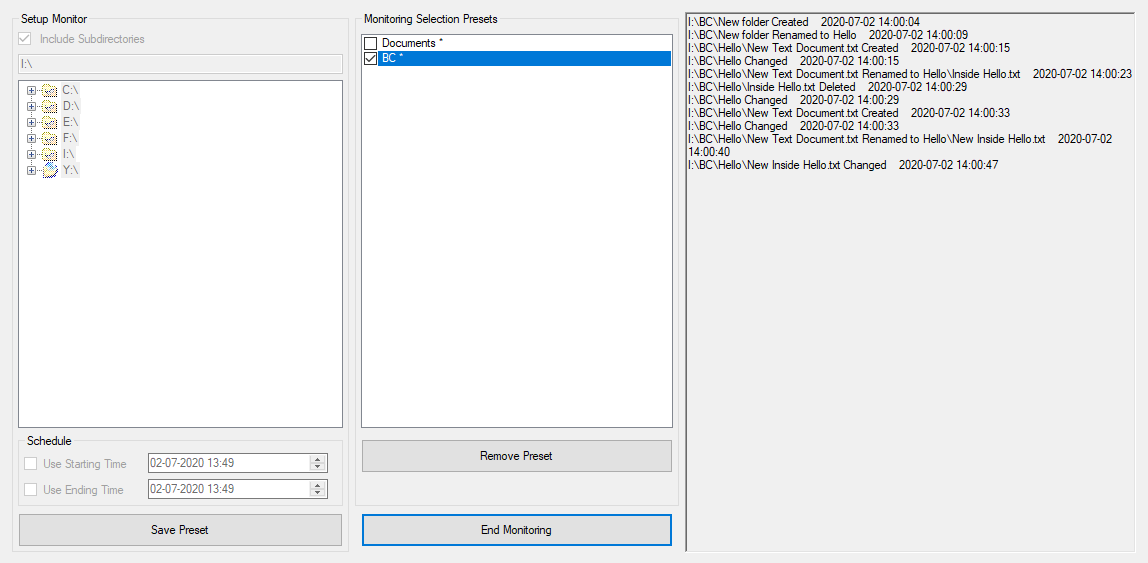 Setup Monitor
Include Subdirectories
I:\
C:\
D:\
E:\
F:\
I:\
Y:\
Schedule
Use Starting Time 02-07-2020 13:49
Use Ending Time 02-07-2020 13:49
Save Preset
Monitoring Selection Presets
Documents *
BC *
Remove Preset
End Monitoring
I:\BC\New folder Created 2020-07-02 14:00:04
I:\BC\New folder Renamed to Hello 2020-07-02 14:00:09
I:\BC\Hello\New Text Document.txt Created 2020-07-02 14:00:15
I:\BC\Hello Changed 2020-07-02 14:00:15
I:\BC\Hello\New Text Document.txt Renamed to Hello\Inside Hello.txt 2020-07-02 14:00:23
I:\BC\Hello\Inside Hello.txt Deleted 2020-07-02 14:00:29
I:\BC\Hello Changed 2020-07-02 14:00:29
I:\BC\Hello\New Text Document.txt Created 2020-07-02 14:00:33
I:\BC\Hello Changed 2020-07-02 14:00:33
I:\BC\Hello\New Text Document.txt Renamed to Hello\New Inside Hello.txt 2020-07-02
14:00:40
I:\BC\Hello\New Inside Hello.txt Changed 2020-07-02 14:00:47